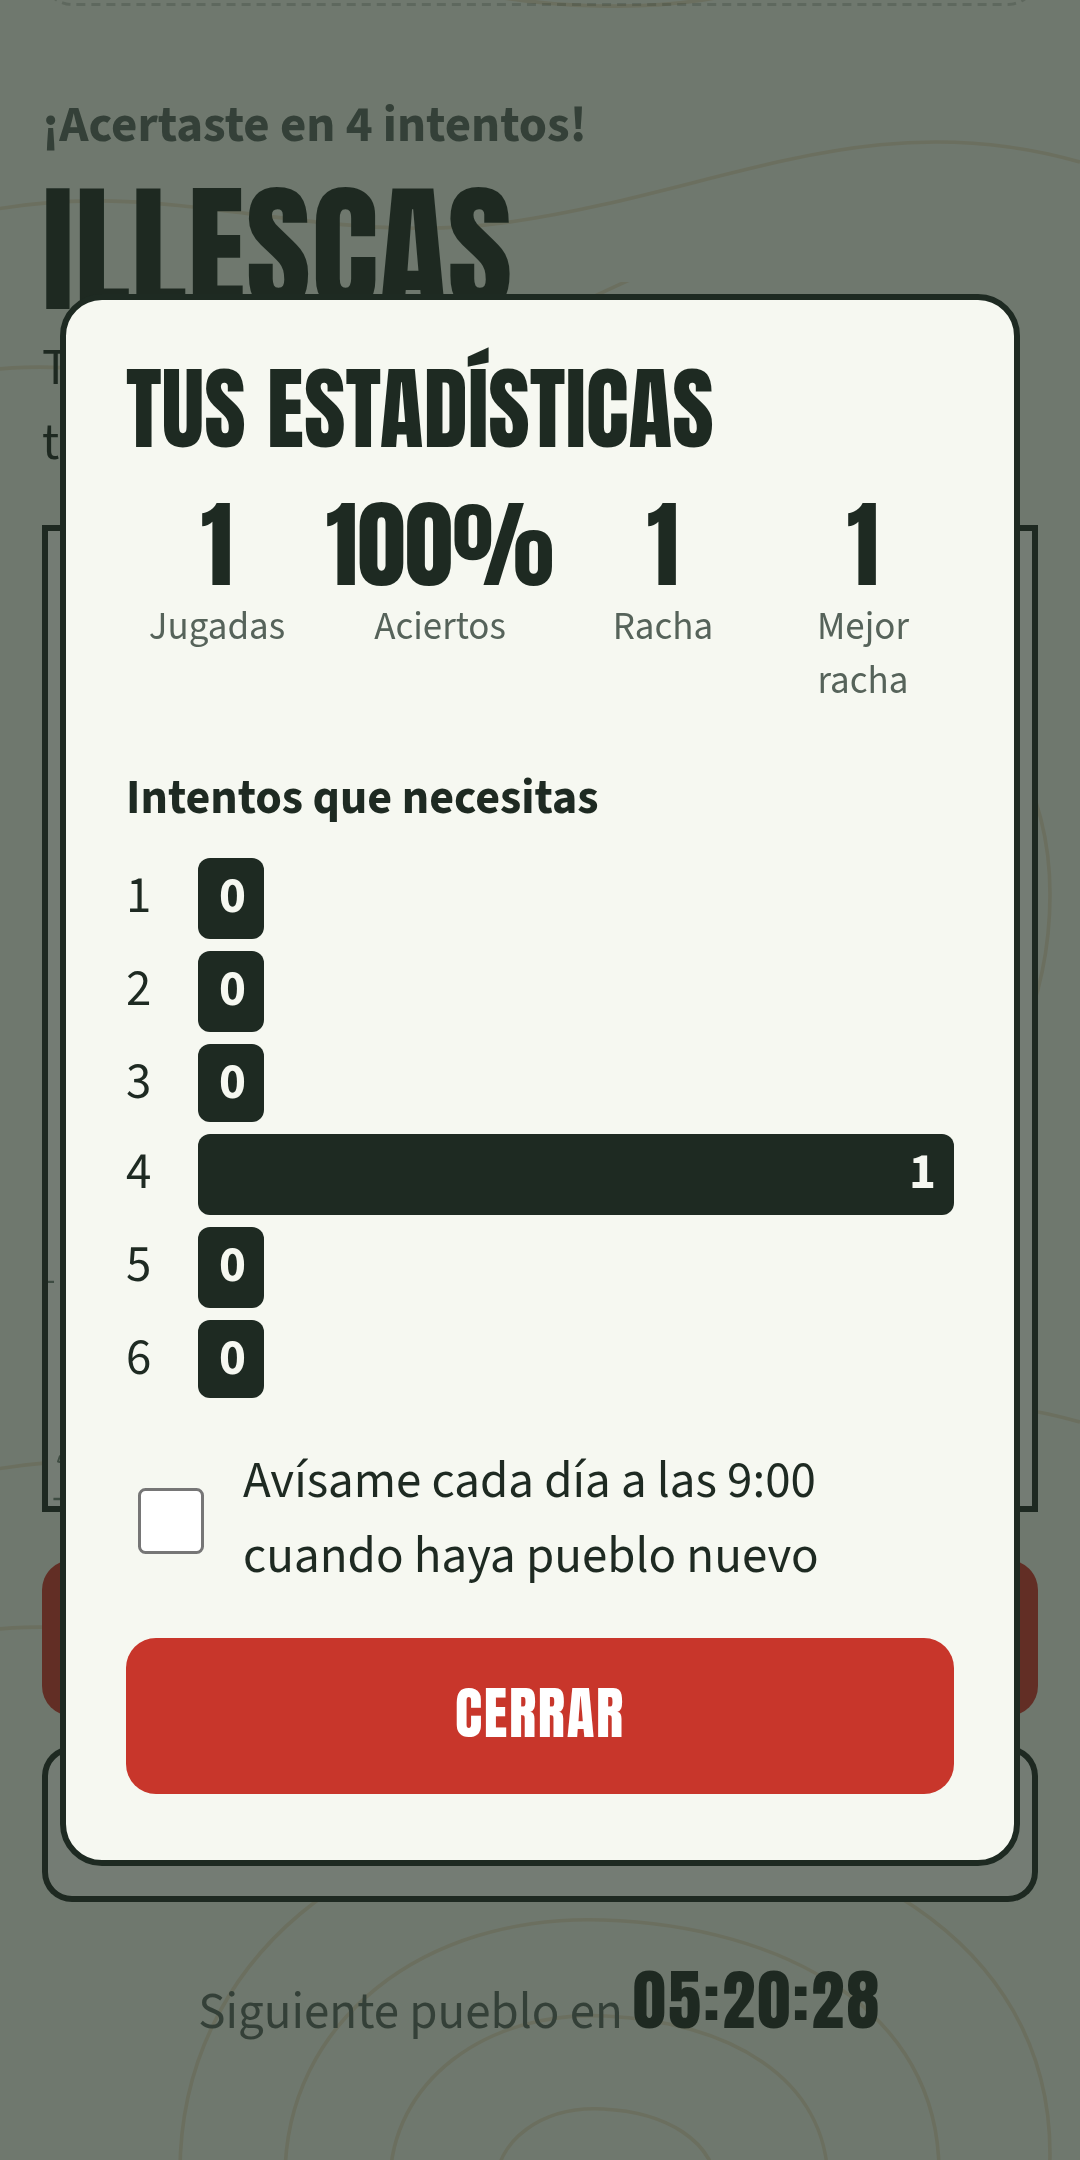 ¡Acertaste en 4 intentos!
ILLESCAS
TUS ESTADÍSTICAS
1 100% 1 1
Jugadas Aciertos Racha Mejor racha
Intentos que necesitas
1 0
2 0
3 0
4 1
5 0
6 0
Avísame cada día a las 9:00
cuando haya pueblo nuevo
CERRAR
Siguiente pueblo en 05:20:28